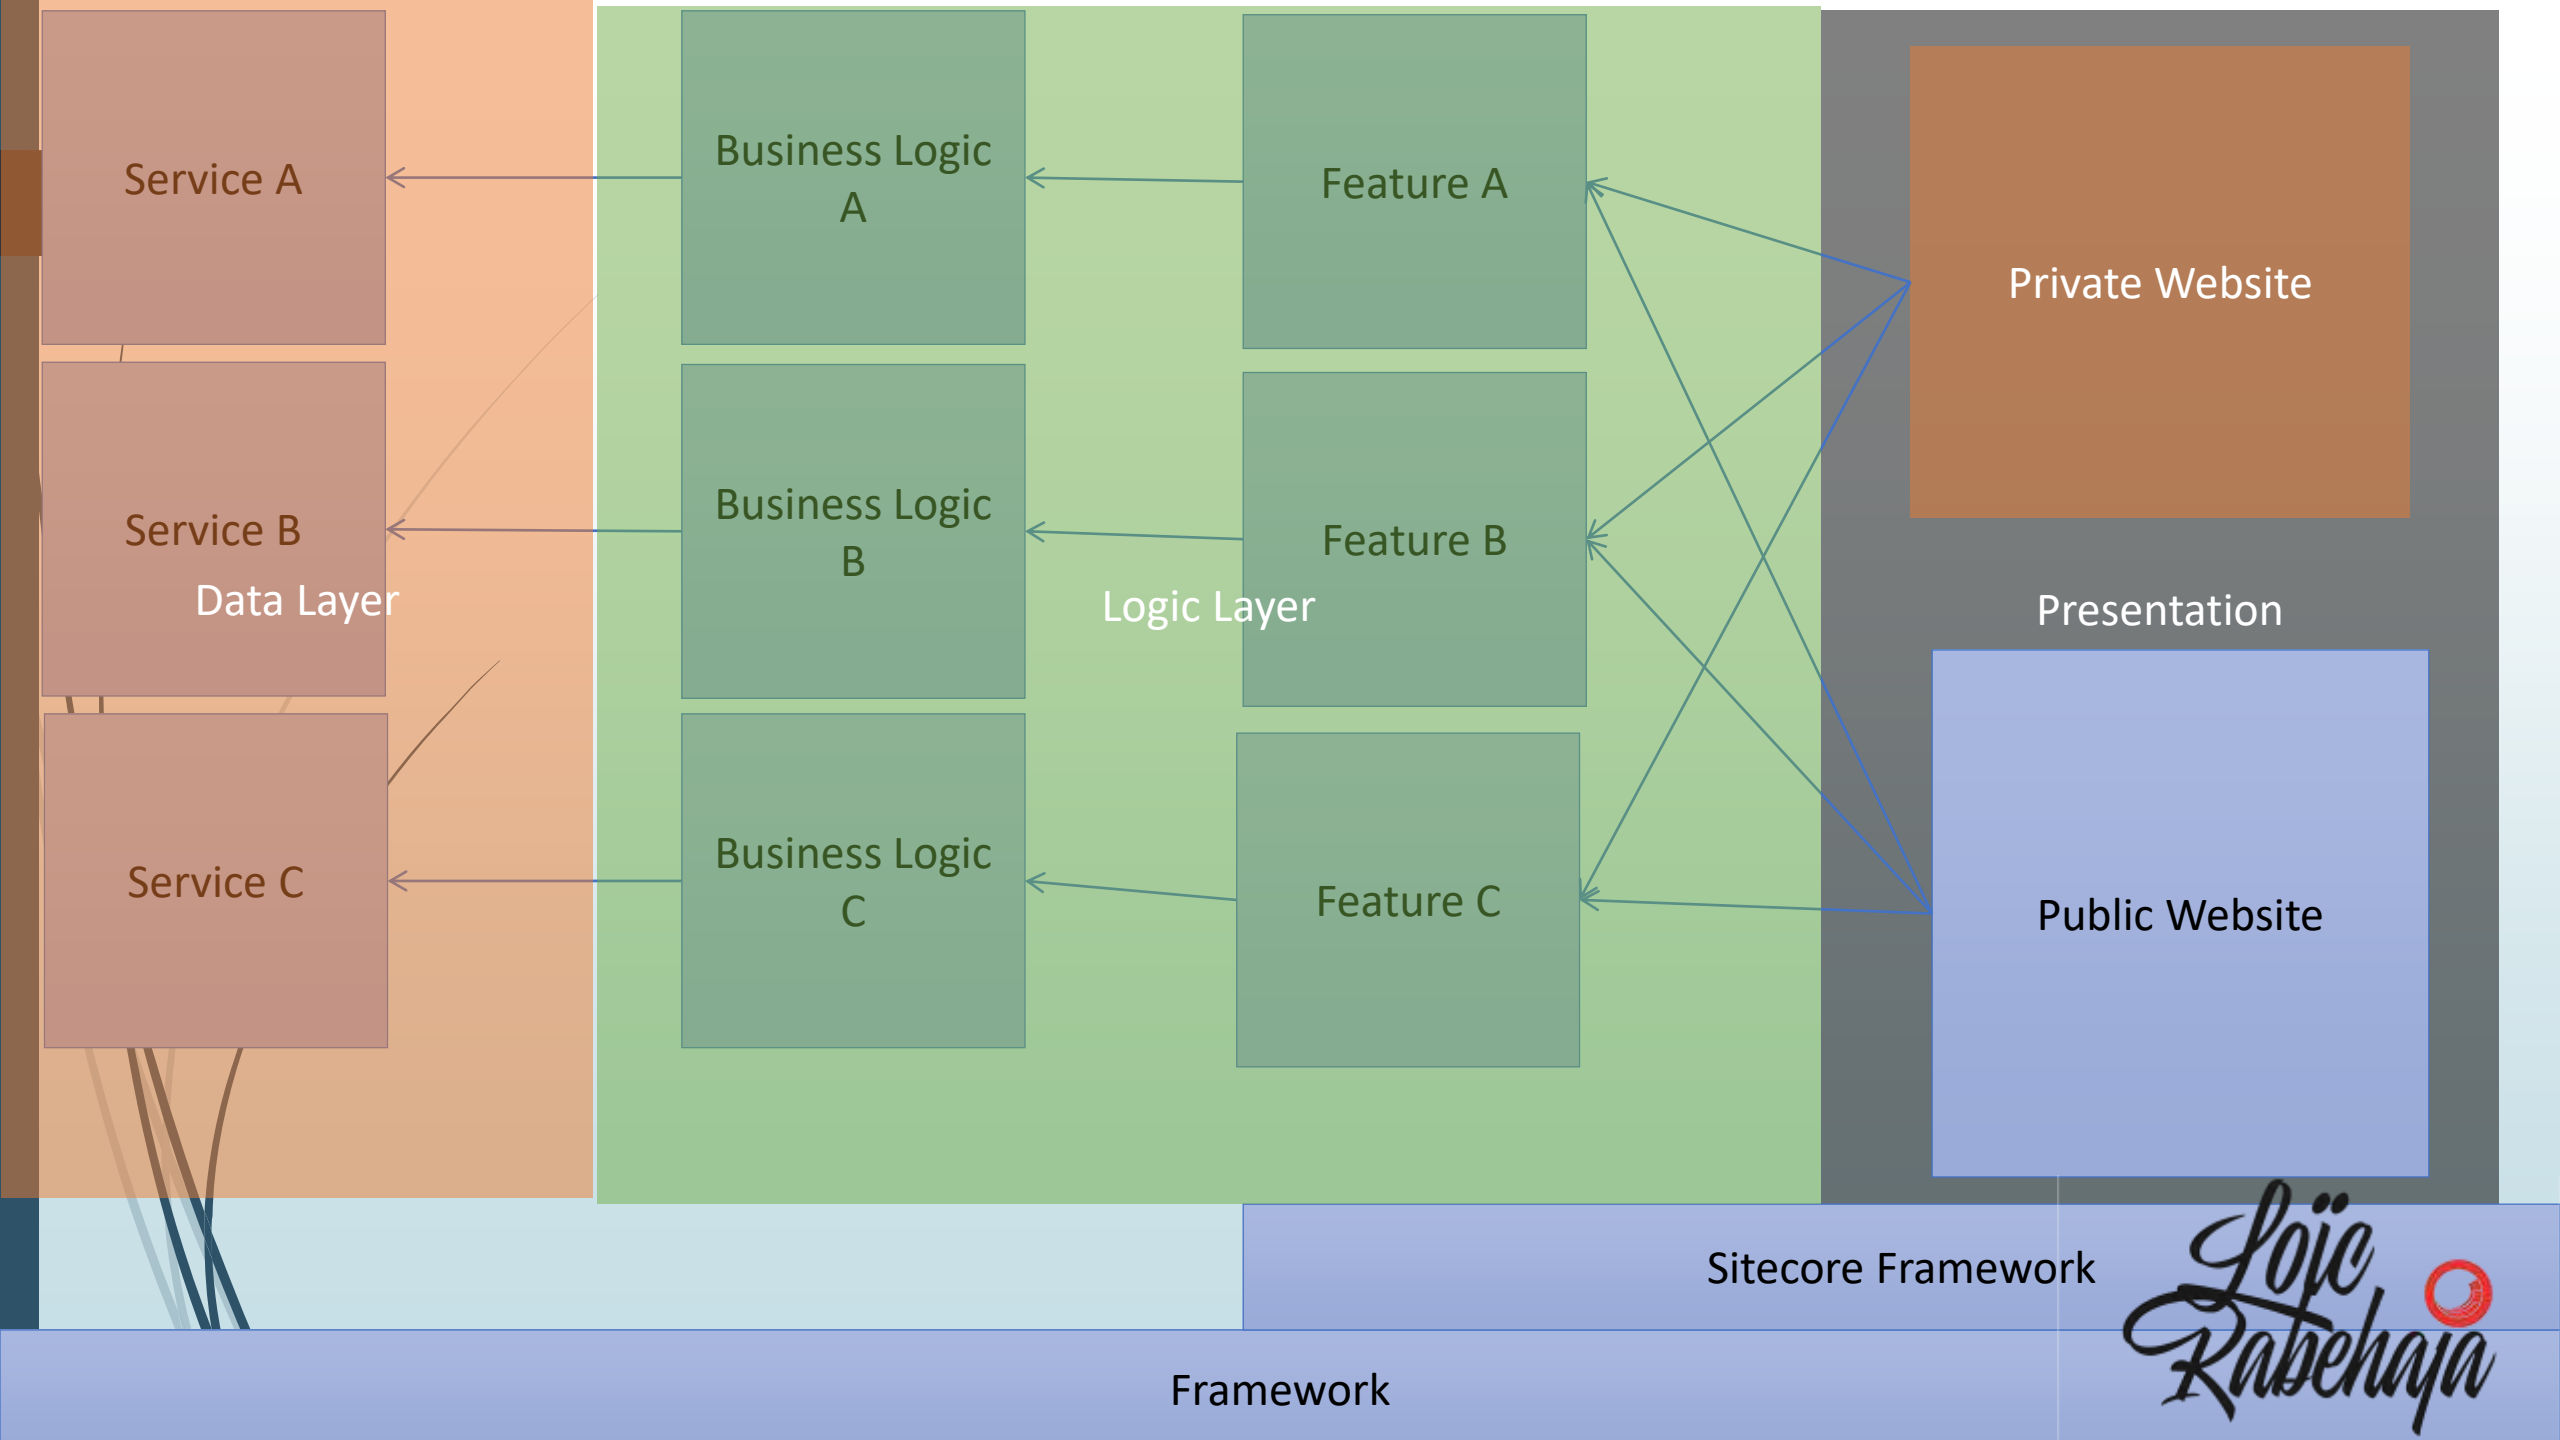 Service A
Business Logic
A
Feature A
Private Website
Service B
Business Logic
B
Feature B
Data Layer
Logic Layer
Presentation
Service C
Business Logic
C
Feature C
Public Website
Sitecore Framework
Framework
Loïc
Rabehaja